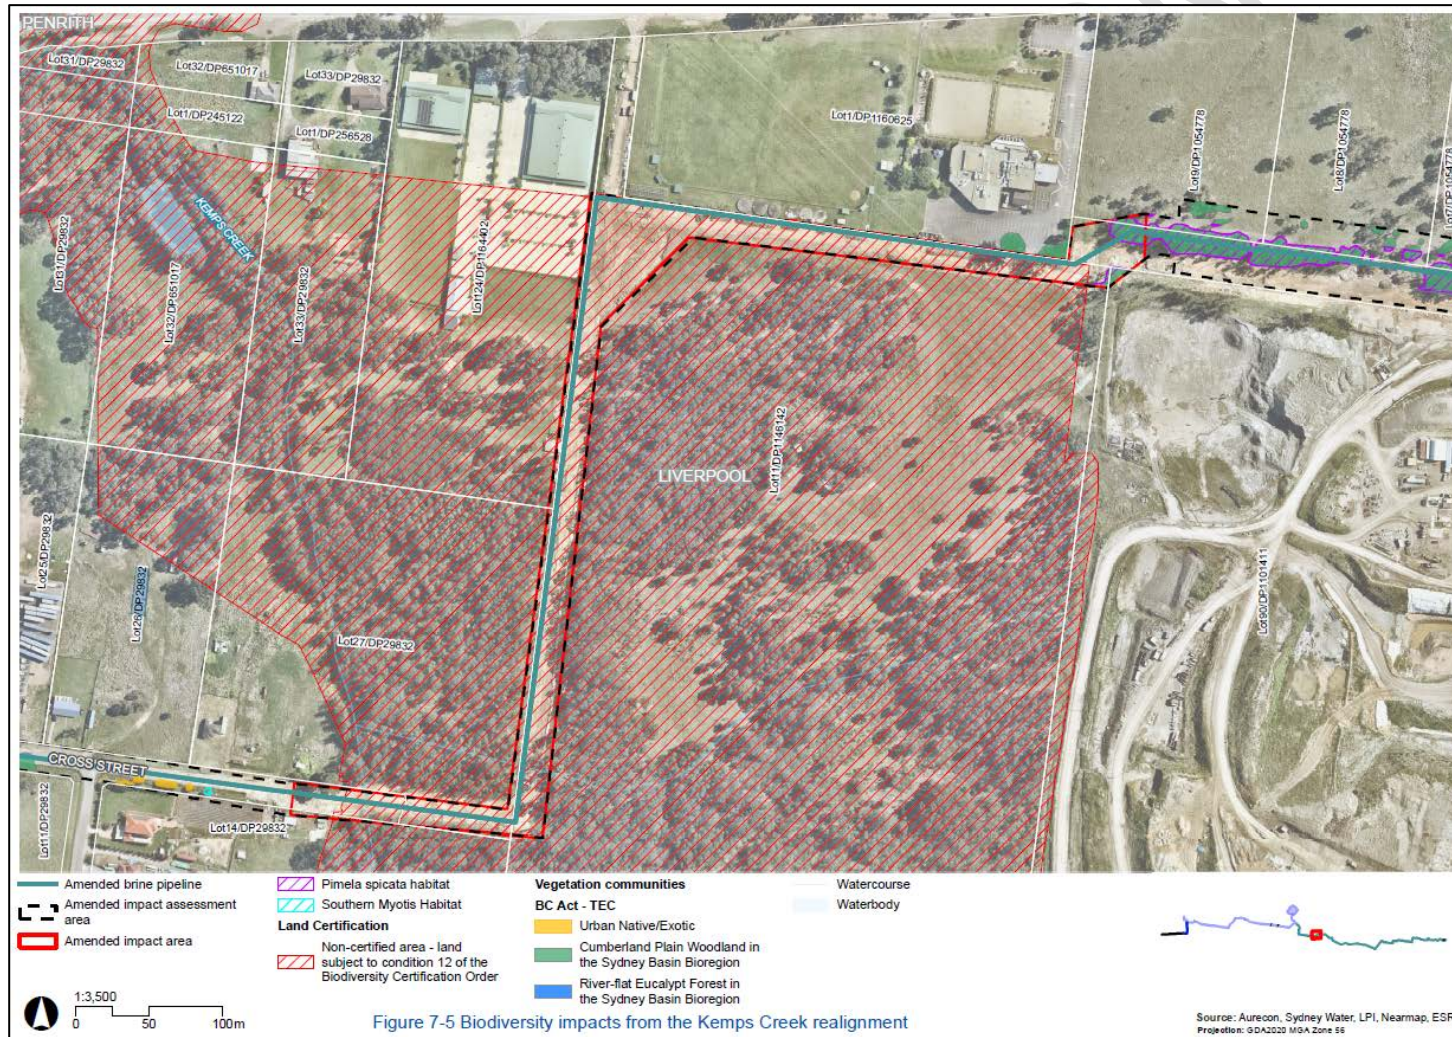 PENRITH
Lot31/DP29832
Lot32/DP651017
Lot33/DP29832
Lot1/DP245122
Lot1/DP256528
Lot1/DP1160625
Lot9/DP1054778
Lot8/DP1054778
Lot7/DP1054778
KEMPS CREEK
Lot31/DP29832
Lot32/DP651017
Lot33/DP29832
Lot124/DP1164402
LIVERPOOL
Lot11/DP1146142
Lot25/DP29832
Lot26/DP29832
Lot27/DP29832
Lot90/DP1101411
CROSS STREET
Lot11/DP29832
Lot14/DP29832
Amended brine pipeline
Amended impact assessment
area
Amended impact area
Pimela spicata habitat
Southern Myotis Habitat
Land Certification
Non-certified area - land
subject to condition 12 of the
Biodiversity Certification Order
Vegetation communities
BC Act - TEC
Urban Native/Exotic
Cumberland Plain Woodland in
the Sydney Basin Bioregion
River-flat Eucalypt Forest in
the Sydney Basin Bioregion
Watercourse
Waterbody
1:3,500
0 50 100m
Figure 7-5 Biodiversity impacts from the Kemps Creek realignment
Source: Aurecon, Sydney Water, LPI, Nearmap, ESR
Projection: GDA2020 MGA Zone 56